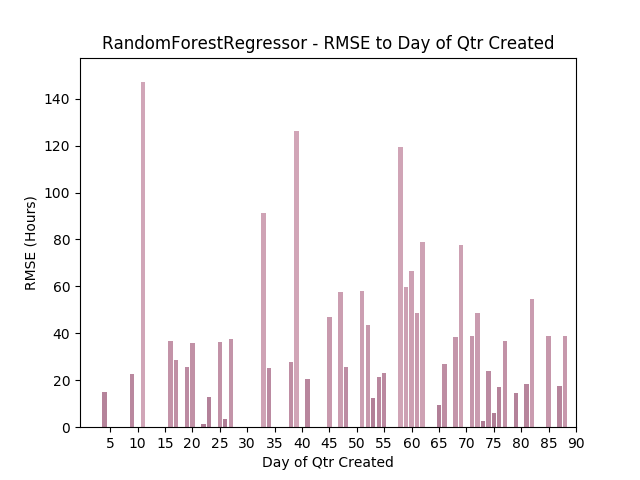 RandomForestRegressor - RMSE to Day of Qtr Created
140
120
100
80
60
40
20
0
RMSE (Hours)
5 10 15 20 25 30 35 40 45 50 55 60 65 70 75 80 85 90
Day of Qtr Created